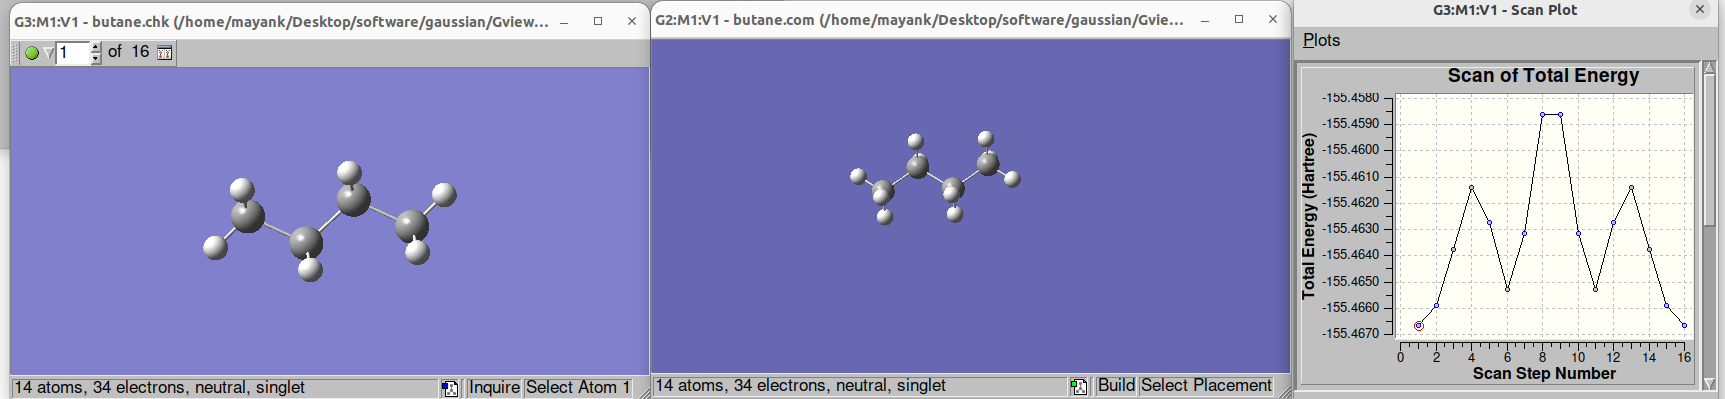 G3:M1:V1 - butane.chk (/home/mayank/Desktop/software/gaussian/Gview...
1 of 16
14 atoms, 34 electrons, neutral, singlet
Inquire
Select Atom 1
G2:M1:V1 - butane.com (/home/mayank/Desktop/software/gaussian/Gvie...
14 atoms, 34 electrons, neutral, singlet
Build
Select Placement
G3:M1:V1 - Scan Plot
Plots
Scan of Total Energy
Total Energy (Hartree)
-155.4580
-155.4590
-155.4600
-155.4610
-155.4620
-155.4630
-155.4640
-155.4650
-155.4660
-155.4670
0 2 4 6 8 10 12 14 16
Scan Step Number